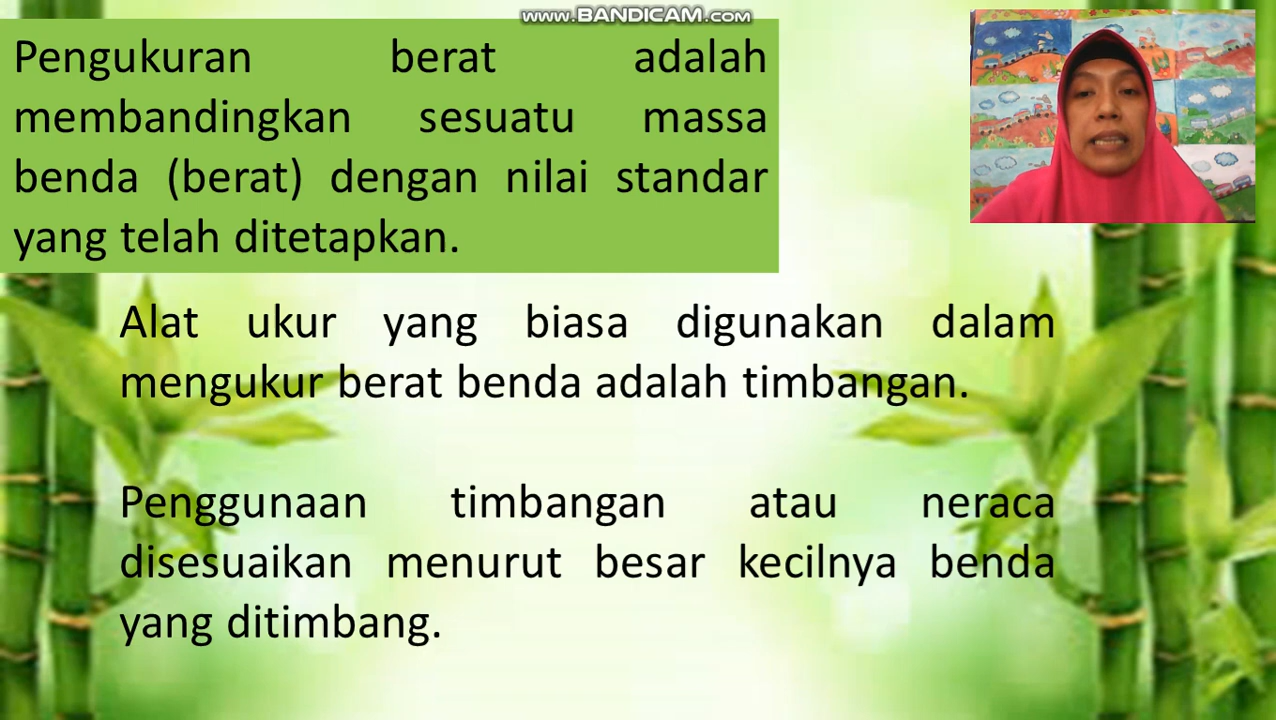 www.BANDICAM.com
Pengukuran berat adalah
membandingkan sesuatu massa
benda (berat) dengan nilai standar
yang telah ditetapkan.
Alat ukur yang biasa digunakan dalam
mengukur berat benda adalah timbangan.
Penggunaan timbangan atau neraca
disesuaikan menurut besar kecilnya benda
yang ditimbang.